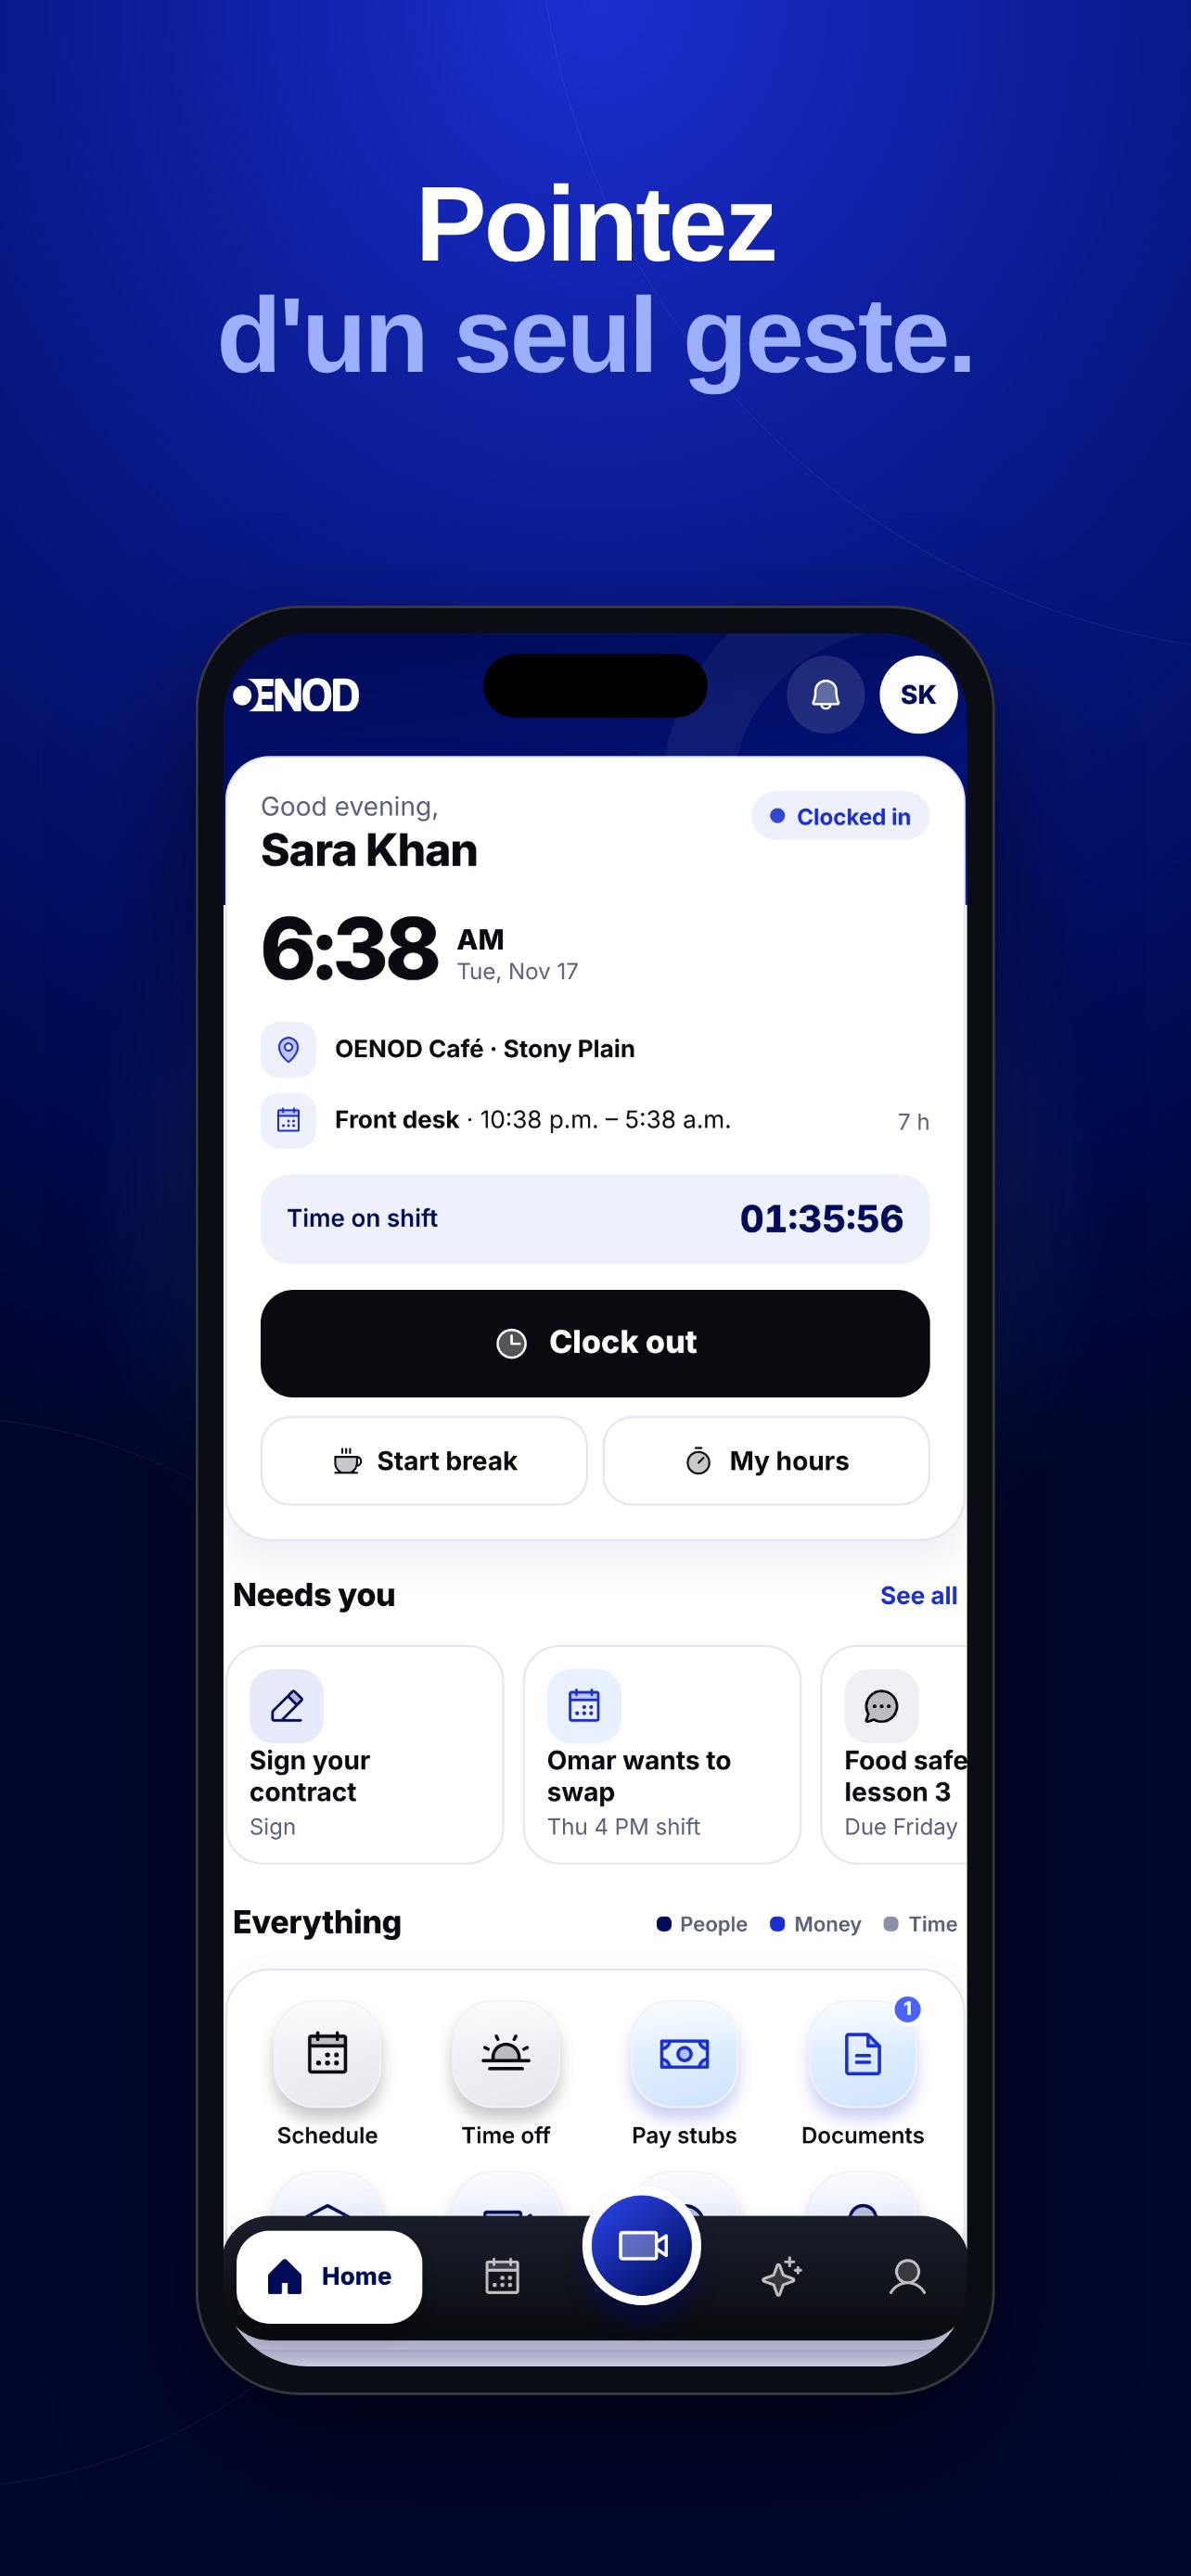 Pointez
d'un seul geste.
OENOD
SK
Good evening,
Sara Khan
Clocked in
6:38
AM
Tue, Nov 17
OENOD Café · Stony Plain
Front desk · 10:38 p.m. – 5:38 a.m.
7 h
Time on shift
01:35:56
Clock out
Start break
My hours
Needs you
See all
Sign your
contract
Sign
Omar wants to
swap
Thu 4 PM shift
Food safe
lesson 3
Due Friday
Everything
People
Money
Time
1
Schedule
Time off
Pay stubs
Documents
Home